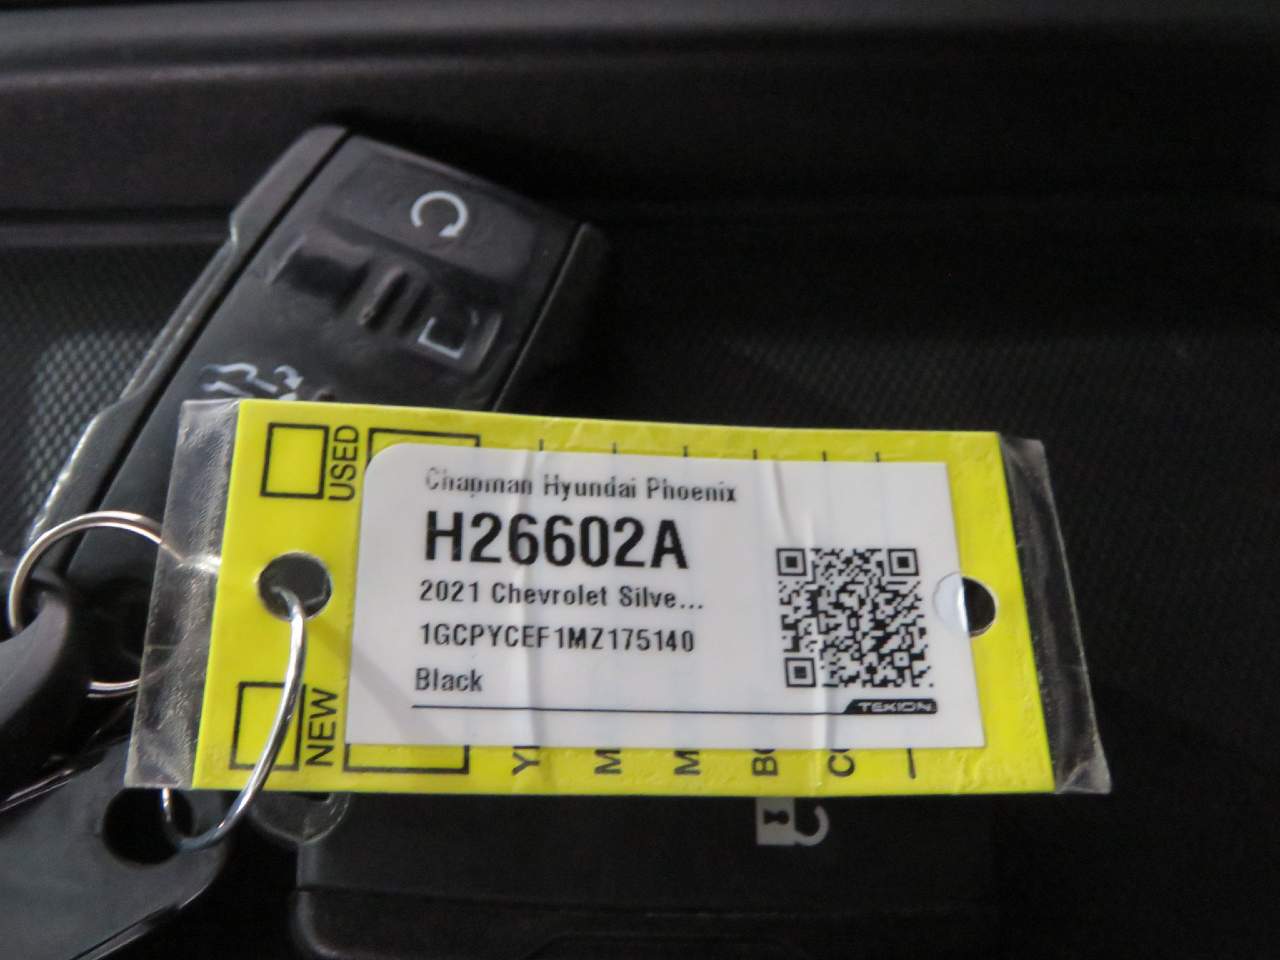 USED
Chapman Hyundai Phoenix
H26602A
2021 Chevrolet Silve...
1GCPYCEF1MZ175140
Black
TEKION
NEW